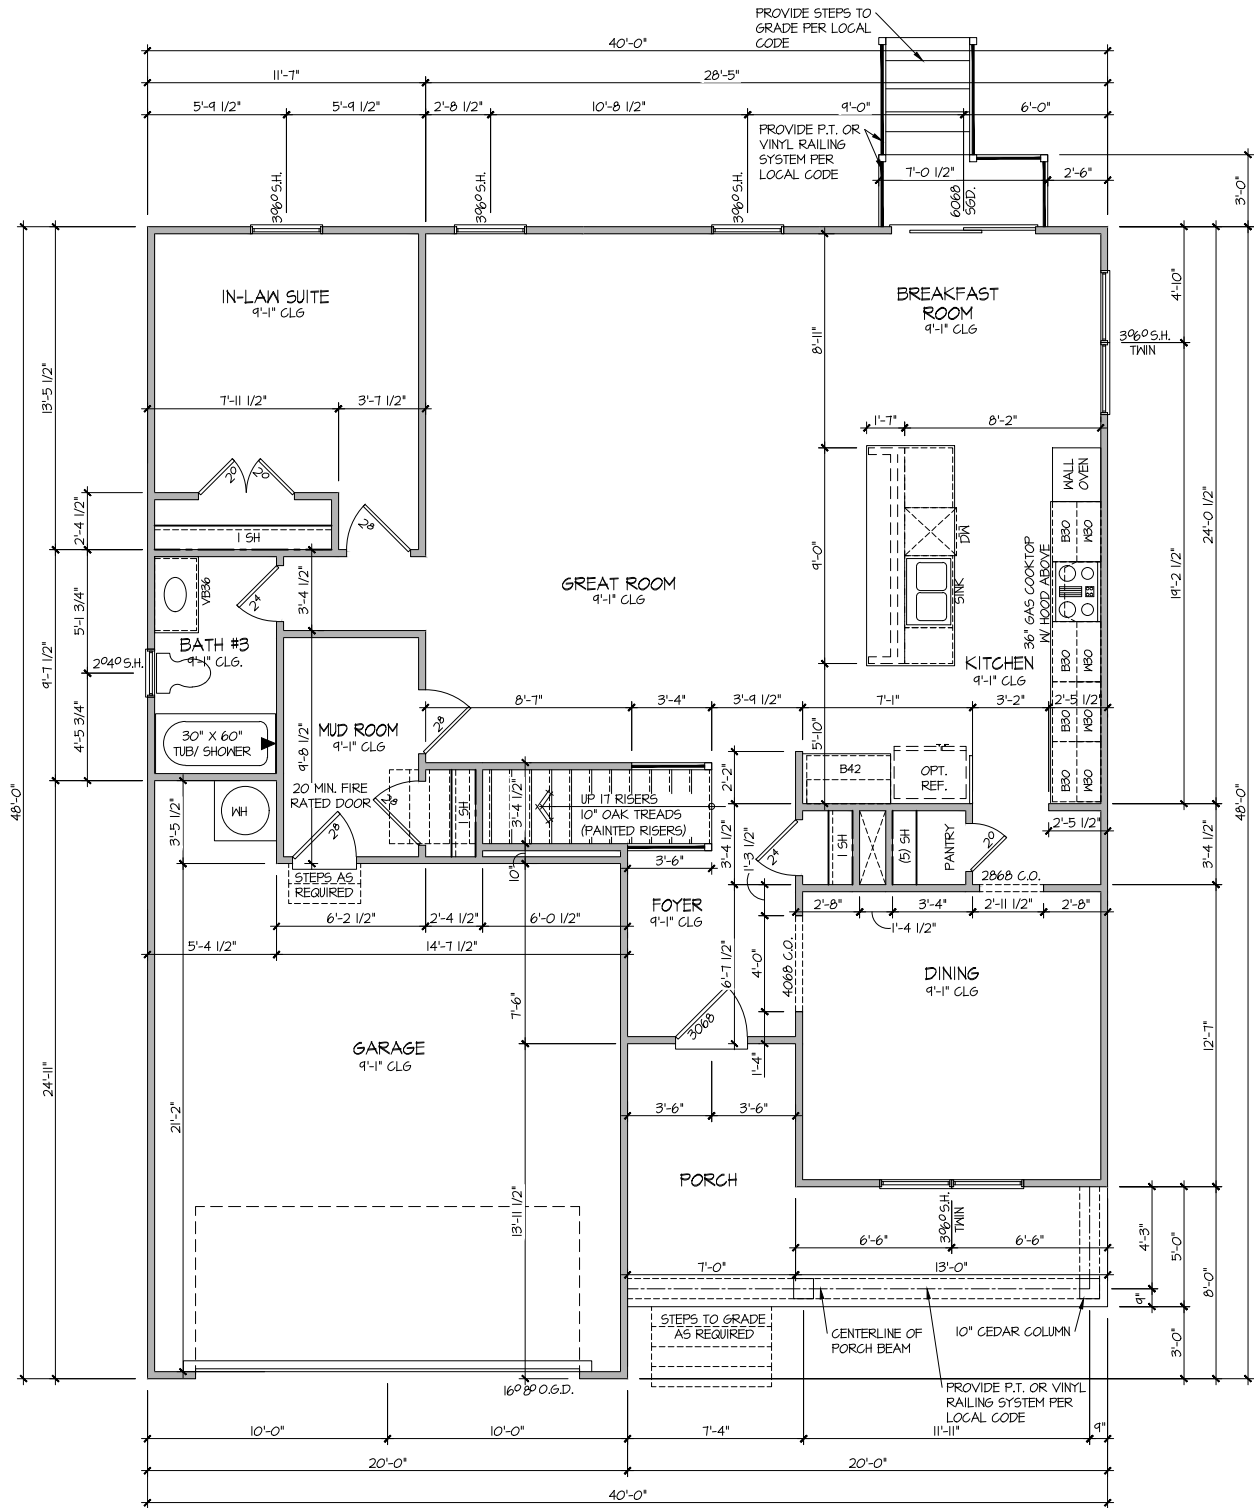 PROVIDE STEPS TO
GRADE PER LOCAL
CODE
40'-0"
11'-7"
28'-5"
5'-9 1/2"
5'-9 1/2"
2'-8 1/2"
10'-8 1/2"
9'-0"
6'-0"
PROVIDE P.T. OR
VINYL RAILING
SYSTEM PER
LOCAL CODE
7'-0 1/2"
2'-6"
3'-0"
3060 S.H.
3060 S.H.
3060 S.H.
6068
SGD.
IN-LAW SUITE
9'-1" CLG
BREAKFAST
ROOM
9'-1" CLG
4'-10"
3060 S.H.
TWIN
8'-11"
13'-5 1/2"
7'-11 1/2"
3'-7 1/2"
1'-7"
8'-2"
20
20
28
WALL
OVEN
2'-4 1/2"
1 SH
24'-0 1/2"
DW
B30
W30
9'-0"
36" GAS COOKTOP
W/ HOOD ABOVE
19'-2 1/2"
VB36
24
3'-4 1/2"
5'-1 3/4"
GREAT ROOM
9'-1" CLG
SINK
9'-7 1/2"
BATH #3
9'-1" CLG.
2040 S.H.
KITCHEN
9'-1" CLG
B30
W30
4'-5 3/4"
8'-7"
3'-4"
3'-9 1/2"
7'-1"
3'-2"
2'-5 1/2"
30" X 60"
TUB/ SHOWER
MUD ROOM
9'-1" CLG
28
9'-8 1/2"
5'-10"
B30
W30
2'-2"
B42
OPT.
REF.
B30
W30
48'-0"
48'-0"
20 MIN. FIRE
RATED DOOR
28
28
1 SH
3'-4 1/2"
UP 17 RISERS
10" OAK TREADS
(PAINTED RISERS)
WH
3'-5 1/2"
10"
3'-6"
3'-4 1/2"
1'-3 1/2"
24
1 SH
(5) SH
PANTRY
20
2'-5 1/2"
3'-4 1/2"
2868 C.O.
STEPS AS
REQUIRED
FOYER
9'-1" CLG
2'-8"
3'-4"
2'-11 1/2"
2'-8"
1'-4 1/2"
6'-2 1/2"
2'-4 1/2"
6'-0 1/2"
5'-4 1/2"
14'-7 1/2"
6'-7 1/2"
4'-0"
4068 C.O.
DINING
9'-1" CLG
7'-6"
3068
12'-7"
GARAGE
9'-1" CLG
24'-11"
1'-4"
21'-2"
3'-6"
3'-6"
PORCH
13'-11 1/2"
3060 S.H.
TWIN
6'-6"
6'-6"
4'-3"
5'-0"
7'-0"
13'-0"
8'-0"
9"
STEPS TO GRADE
AS REQUIRED
CENTERLINE OF
PORCH BEAM
10" CEDAR COLUMN
3'-0"
1608 O.G.D.
PROVIDE P.T. OR VINYL
RAILING SYSTEM PER
LOCAL CODE
10'-0"
10'-0"
7'-4"
11'-11"
9"
20'-0"
20'-0"
40'-0"